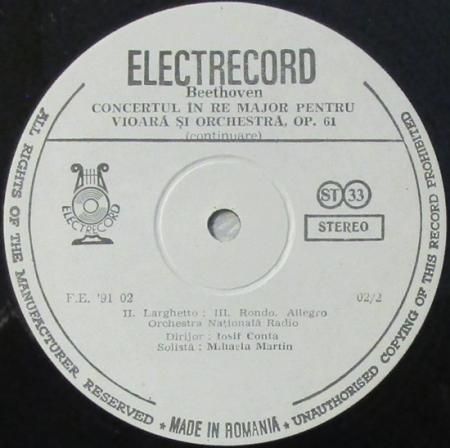 ELECTRECORD
Beethoven
CONCERTUL ÎN RE MAJOR PENTRU
VIOARĂ ȘI ORCHESTRA, OP. 61
(continuare)
ELECTRECORD
ST 33
STEREO
F.E. '91 02
02/2
II. Larghetto ; III. Rondo. Allegro
Orchestra Națională Radio
Dirijor : Iosif Conta
Solistă : Mihaela Martin
ALL RIGHTS OF THE MANUFACTURER RESERVED ★ MADE IN ROMANIA ★ UNAUTHORISED COPYING OF THIS RECORD PROHIBITED